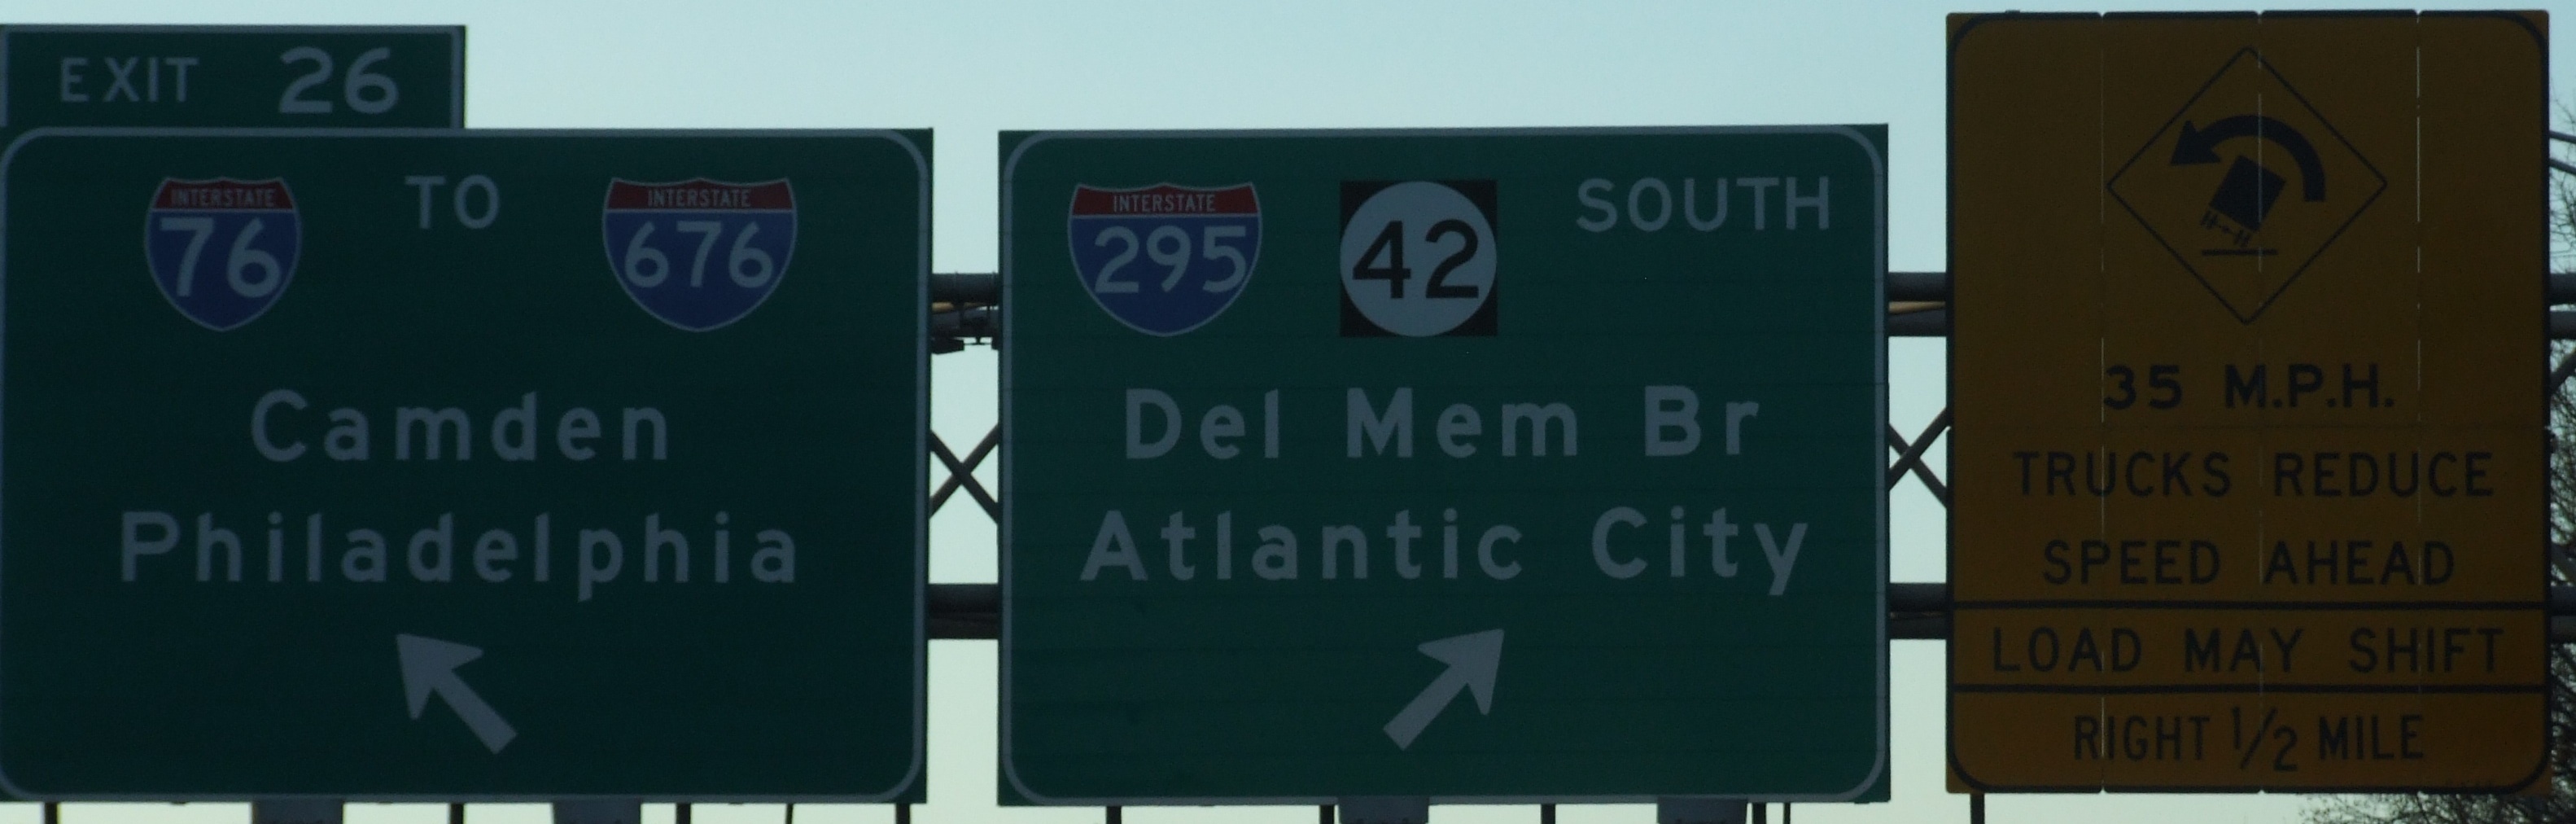 EXIT 26
INTERSTATE 76 TO INTERSTATE 676
Camden
Philadelphia
INTERSTATE 295 42 SOUTH
Del Mem Br
Atlantic City
35 M.P.H.
TRUCKS REDUCE
SPEED AHEAD
LOAD MAY SHIFT
RIGHT 1/2 MILE